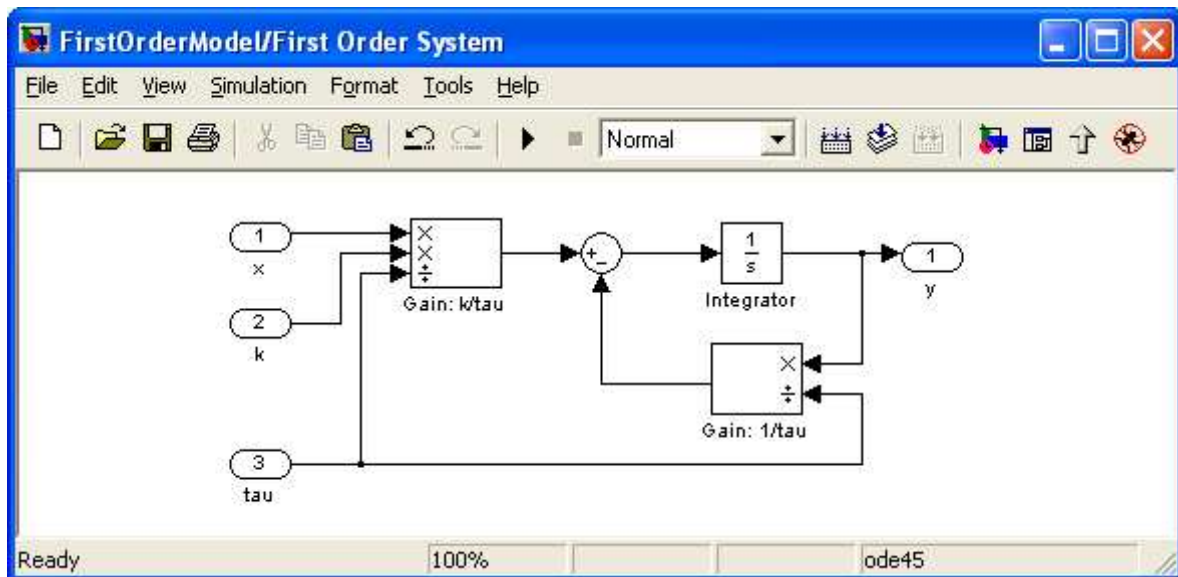 FirstOrderModel/First Order System
File Edit View Simulation Format Tools Help
Normal
1
x
2
k
3
tau
×
×
÷
Gain: k/tau
+
-
1
s
Integrator
×
÷
Gain: 1/tau
1
y
Ready 100% ode45